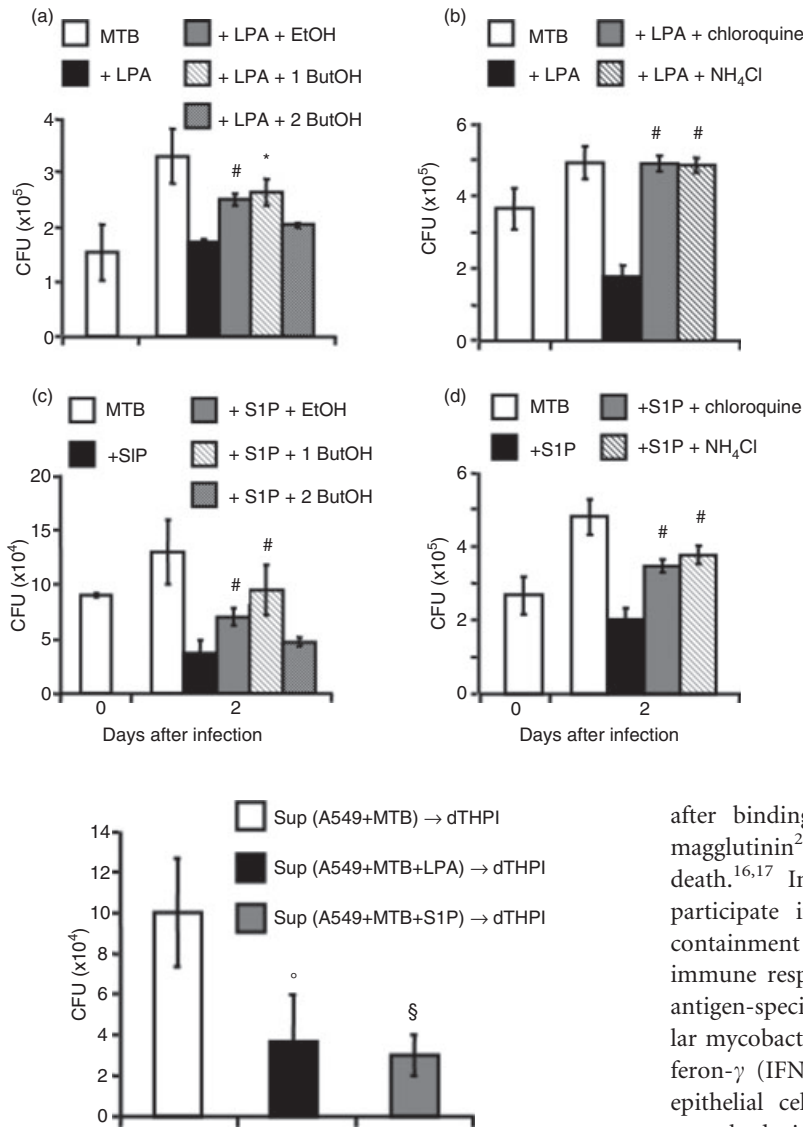 (a)
MTB
+ LPA
+ LPA + EtOH
+ LPA + 1 ButOH
+ LPA + 2 ButOH
CFU (x10⁵)
4
3
2
1
0
#
*
(b)
MTB
+ LPA
+ LPA + chloroquine
+ LPA + NH₄Cl
CFU (x10⁵)
6
4
2
0
#
#
(c)
MTB
+SIP
+ S1P + EtOH
+ S1P + 1 ButOH
+ S1P + 2 ButOH
CFU (x10⁴)
20
15
10
5
0
#
#
0
2
Days after infection
(d)
MTB
+S1P
+S1P + chloroquine
+S1P + NH₄Cl
CFU (x10⁵)
6
4
2
0
#
#
0
2
Days after infection
Sup (A549+MTB) → dTHPI
Sup (A549+MTB+LPA) → dTHPI
Sup (A549+MTB+S1P) → dTHPI
CFU (x10⁴)
14
12
10
8
6
4
2
0
°
§
after binding
magglutinin²
death.¹⁶,¹⁷ In
participate i
containment
immune resp
antigen-speci
lar mycobact
feron-γ (IFN
epithelial cel